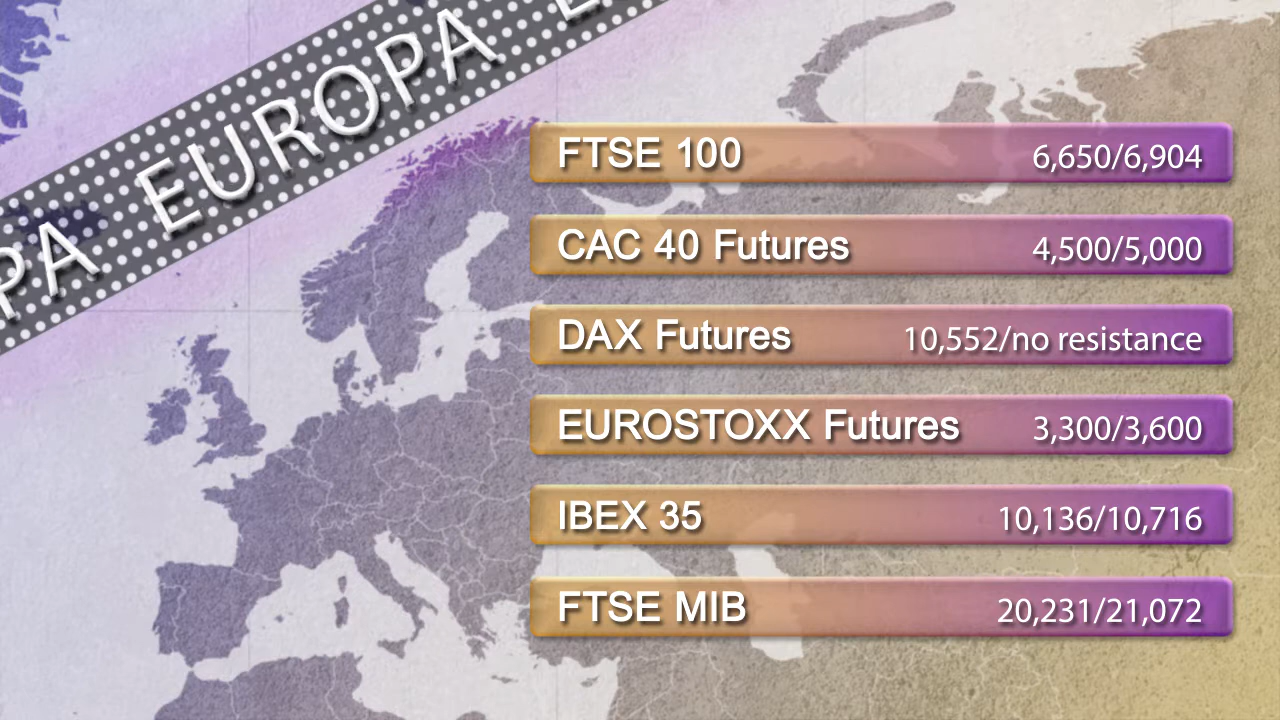 PA EUROPA E
FTSE 100 6,650/6,904
CAC 40 Futures 4,500/5,000
DAX Futures 10,552/no resistance
EUROSTOXX Futures 3,300/3,600
IBEX 35 10,136/10,716
FTSE MIB 20,231/21,072